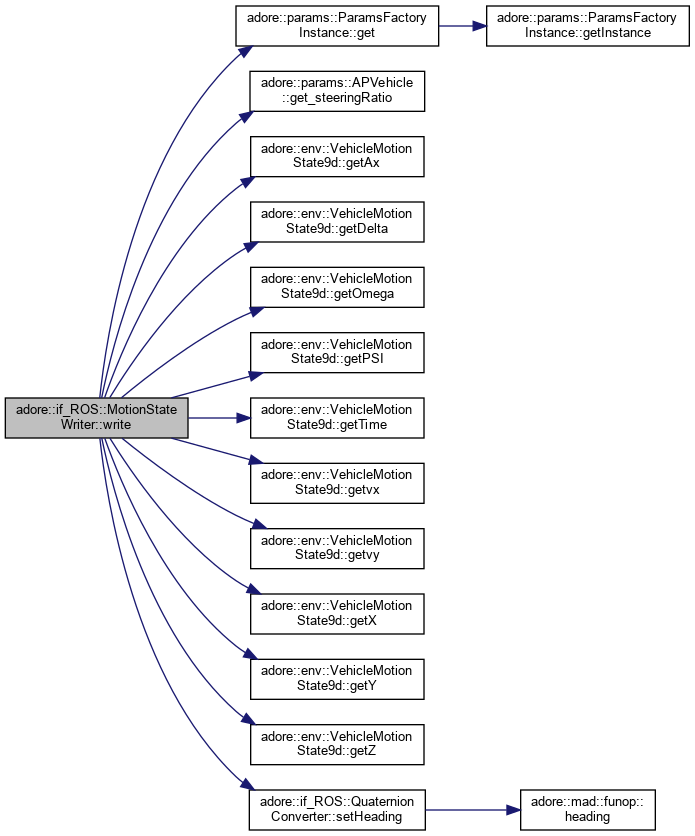 adore::params::ParamsFactory
Instance::get
adore::params::ParamsFactory
Instance::getInstance
adore::params::APVehicle
::get_steeringRatio
adore::env::VehicleMotion
State9d::getAx
adore::env::VehicleMotion
State9d::getDelta
adore::env::VehicleMotion
State9d::getOmega
adore::env::VehicleMotion
State9d::getPSI
adore::if_ROS::MotionState
Writer::write
adore::env::VehicleMotion
State9d::getTime
adore::env::VehicleMotion
State9d::getvx
adore::env::VehicleMotion
State9d::getvy
adore::env::VehicleMotion
State9d::getX
adore::env::VehicleMotion
State9d::getY
adore::env::VehicleMotion
State9d::getZ
adore::if_ROS::Quaternion
Converter::setHeading
adore::mad::funop::
heading